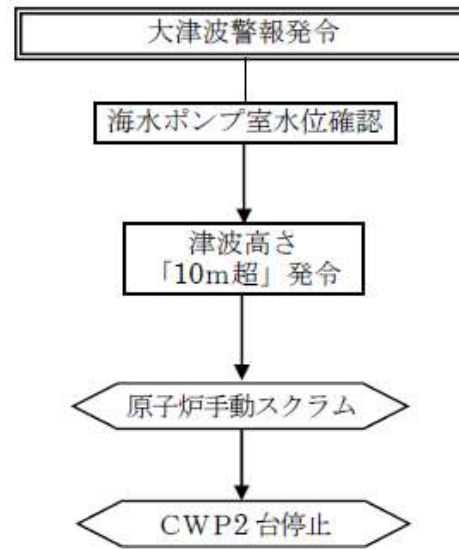 大津波警報発令
海水ポンプ室水位確認
津波高さ
「10m超」発令
原子炉手動スクラム
CWP2台停止